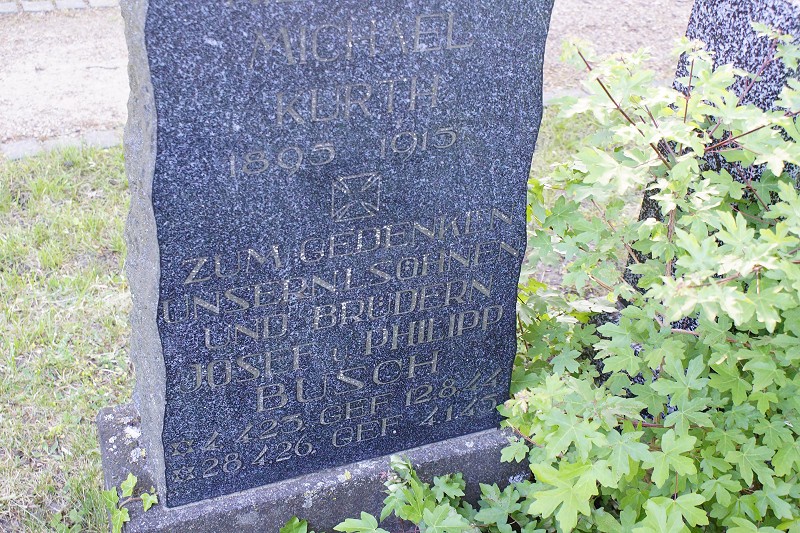 MICHAEL
KURTH
1895 1915
ZUM GEDENKEN
UNSERN SÖHNEN
UND BRÜDERN
JOSEF U PHILIPP
BUSCH
* 4.4.23. GEF. 12.8.44
* 28.4.26. GEF. 4.1.45